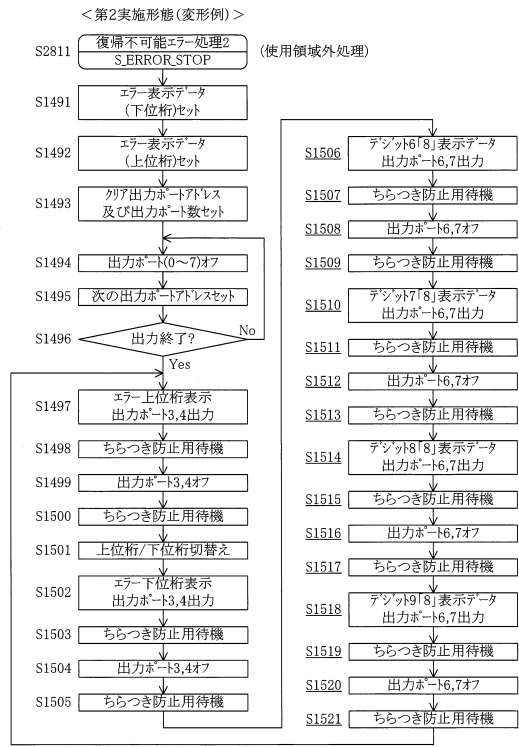 ＜第2実施形態(変形例)＞
S2811
復帰不可能エラー処理2
S_ERROR_STOP
(使用領域外処理)
S1491
エラー表示データ
(下位桁)セット
S1492
エラー表示データ
(上位桁)セット
S1493
クリア出力ポートアドレス
及び出力ポート数セット
S1494
出力ポート(0～7)オフ
S1495
次の出力ポートアドレスセット
S1496
出力終了?
No
Yes
S1497
エラー上位桁表示
出力ポート3,4出力
S1498
ちらつき防止用待機
S1499
出力ポート3,4オフ
S1500
ちらつき防止用待機
S1501
上位桁/下位桁切替え
S1502
エラー下位桁表示
出力ポート3,4出力
S1503
ちらつき防止用待機
S1504
出力ポート3,4オフ
S1505
ちらつき防止用待機
S1506
デジット6「8」表示データ
出力ポート6,7出力
S1507
ちらつき防止用待機
S1508
出力ポート6,7オフ
S1509
ちらつき防止用待機
S1510
デジット7「8」表示データ
出力ポート6,7出力
S1511
ちらつき防止用待機
S1512
出力ポート6,7オフ
S1513
ちらつき防止用待機
S1514
デジット8「8」表示データ
出力ポート6,7出力
S1515
ちらつき防止用待機
S1516
出力ポート6,7オフ
S1517
ちらつき防止用待機
S1518
デジット9「8」表示データ
出力ポート6,7出力
S1519
ちらつき防止用待機
S1520
出力ポート6,7オフ
S1521
ちらつき防止用待機